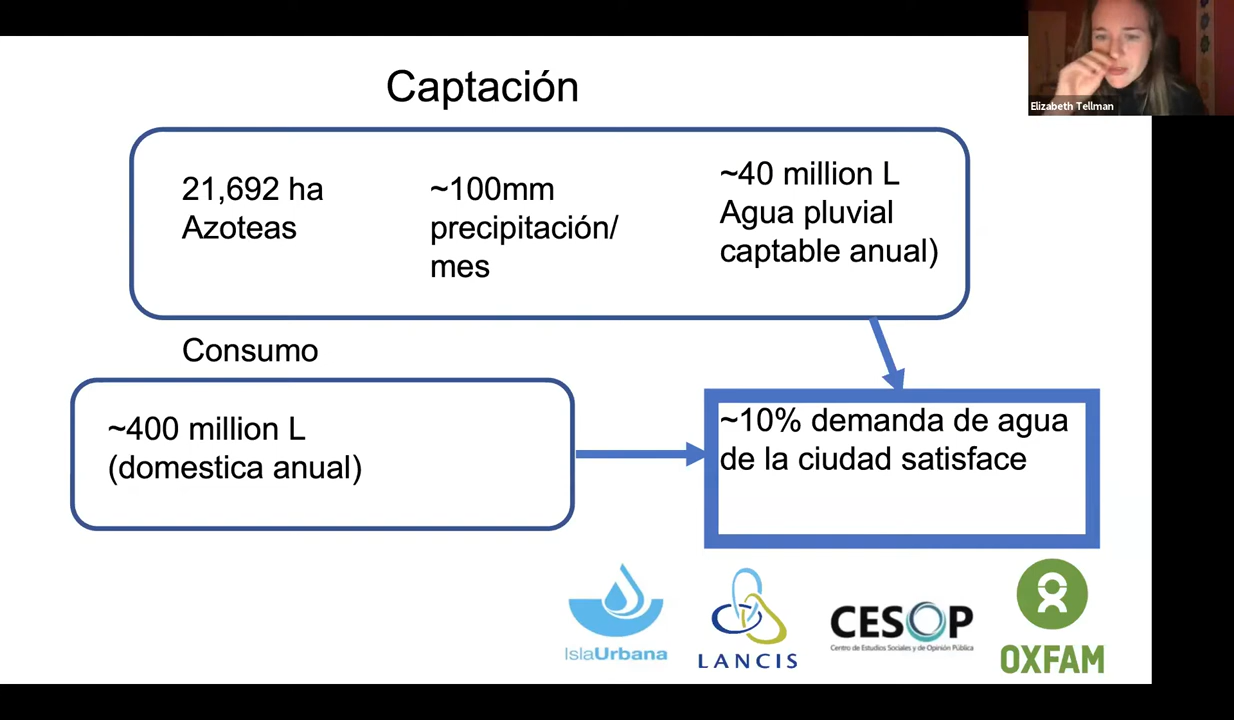 Captación
21,692 ha
Azoteas
~100mm
precipitación/
mes
~40 million L
Agua pluvial
captable anual)
Consumo
~400 million L
(domestica anual)
~10% demanda de agua
de la ciudad satisface
IslaUrbana
LANCIS
CESOP
Centro de Estudios Sociales y de Opinión Pública
OXFAM
Elizabeth Tellman